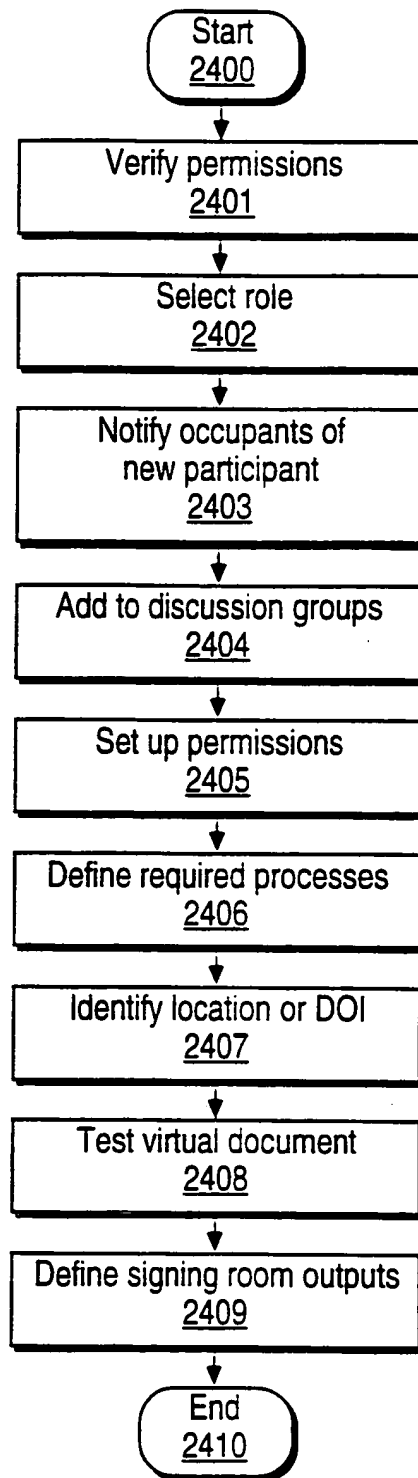 Start
2400
Verify permissions
2401
Select role
2402
Notify occupants of
new participant
2403
Add to discussion groups
2404
Set up permissions
2405
Define required processes
2406
Identify location or DOI
2407
Test virtual document
2408
Define signing room outputs
2409
End
2410